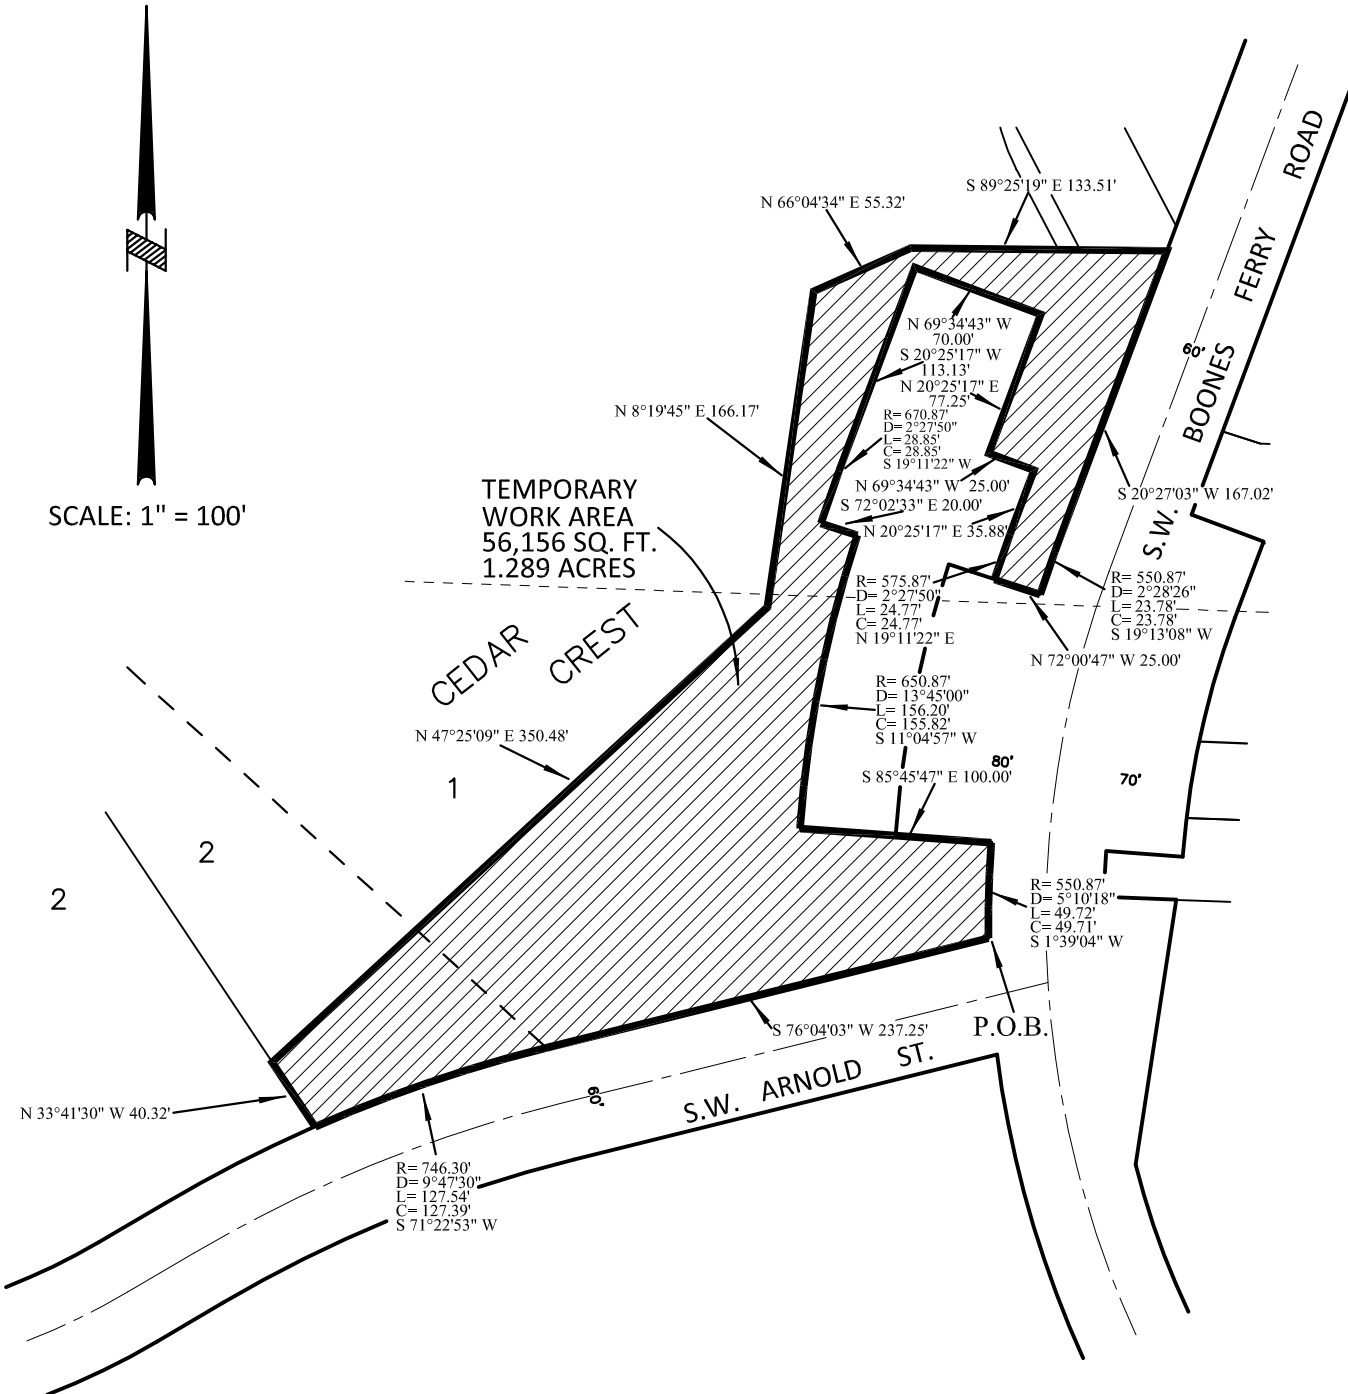 S 89°25'19" E 133.51'
N 66°04'34" E 55.32'
ROAD
FERRY
BOONES
S.W.
60'
N 69°34'43" W
70.00'
S 20°25'17" W
113.13'
N 20°25'17" E
77.25'
N 8°19'45" E 166.17'
R= 670.87'
D= 2°27'50"
L= 28.85'
C= 28.85'
S 19°11'22" W
N 69°34'43" W 25.00'
S 72°02'33" E 20.00'
N 20°25'17" E 35.88'
S 20°27'03" W 167.02'
SCALE: 1" = 100'
TEMPORARY
WORK AREA
56,156 SQ. FT.
1.289 ACRES
R= 575.87'
D= 2°27'50"
L= 24.77'
C= 24.77'
N 19°11'22" E
R= 550.87'
D= 2°28'26"
L= 23.78'
C= 23.78'
S 19°13'08" W
N 72°00'47" W 25.00'
CEDAR
CREST
R= 650.87'
D= 13°45'00"
L= 156.20'
C= 155.82'
S 11°04'57" W
N 47°25'09" E 350.48'
80'
70'
S 85°45'47" E 100.00'
1
2
2
R= 550.87'
D= 5°10'18"
L= 49.72'
C= 49.71'
S 1°39'04" W
P.O.B.
S 76°04'03" W 237.25'
S.W. ARNOLD ST.
60'
N 33°41'30" W 40.32'
R= 746.30'
D= 9°47'30"
L= 127.54'
C= 127.39'
S 71°22'53" W